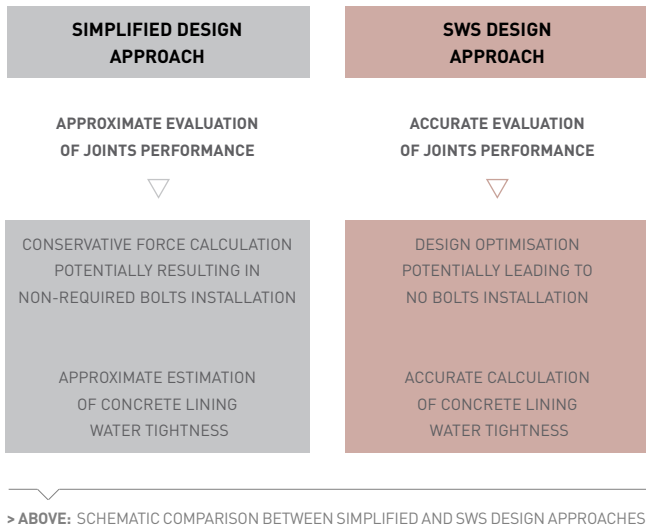 SIMPLIFIED DESIGN
APPROACH
APPROXIMATE EVALUATION
OF JOINTS PERFORMANCE
CONSERVATIVE FORCE CALCULATION
POTENTIALLY RESULTING IN
NON-REQUIRED BOLTS INSTALLATION
APPROXIMATE ESTIMATION
OF CONCRETE LINING
WATER TIGHTNESS
SWS DESIGN
APPROACH
ACCURATE EVALUATION
OF JOINTS PERFORMANCE
DESIGN OPTIMISATION
POTENTIALLY LEADING TO
NO BOLTS INSTALLATION
ACCURATE CALCULATION
OF CONCRETE LINING
WATER TIGHTNESS
> ABOVE: SCHEMATIC COMPARISON BETWEEN SIMPLIFIED AND SWS DESIGN APPROACHES